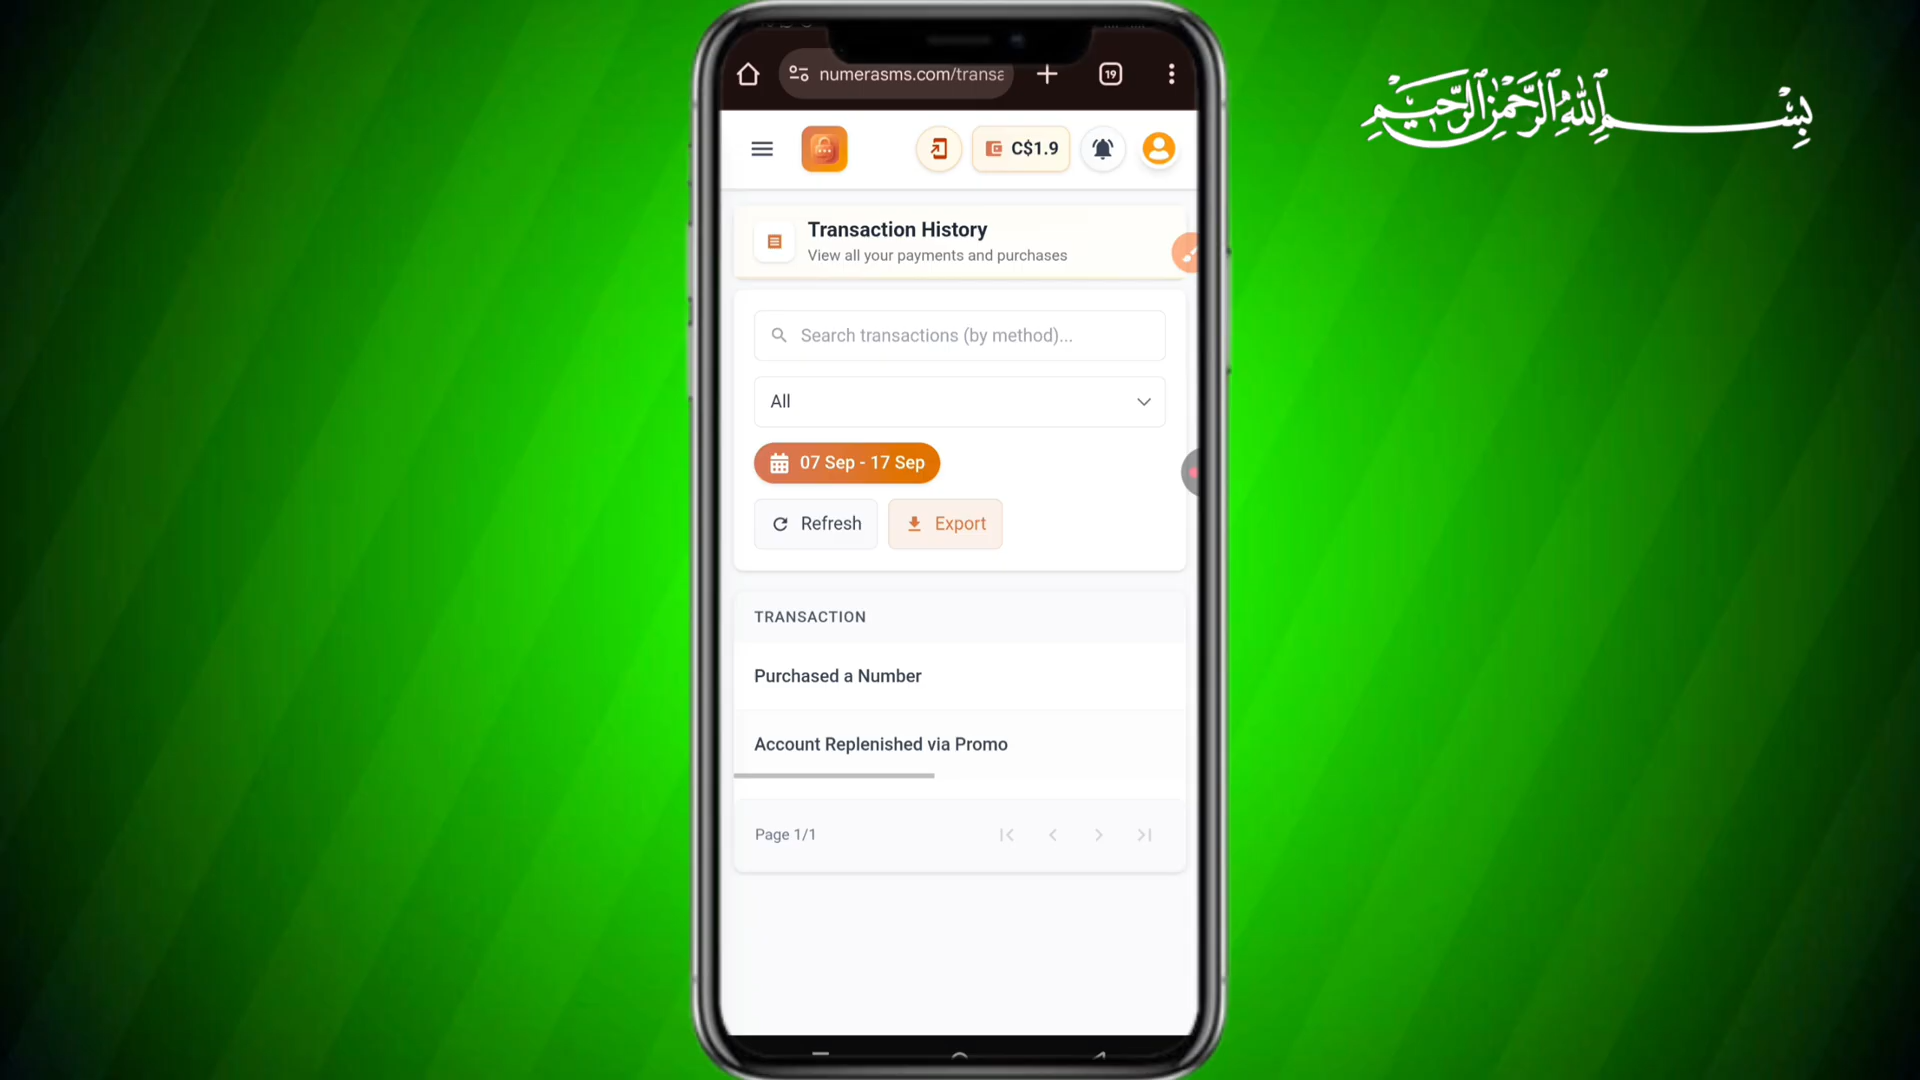 numerasms.com/transa
19
بسم الله الرحمن الرحيم
C$1.9
Transaction History
View all your payments and purchases
Search transactions (by method)...
All
07 Sep - 17 Sep
Refresh
Export
TRANSACTION
Purchased a Number
Account Replenished via Promo
Page 1/1